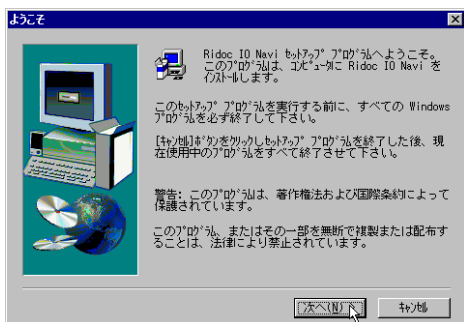 ようこそ
Ridoc IO Navi ｾｯﾄｱｯﾌﾟ ﾌﾟﾛｸﾞﾗﾑへようこそ。
このﾌﾟﾛｸﾞﾗﾑは、ｺﾝﾋﾟｭｰﾀに Ridoc IO Navi を
ｲﾝｽﾄｰﾙします。
このｾｯﾄｱｯﾌﾟ ﾌﾟﾛｸﾞﾗﾑを実行する前に、すべての Windows
ﾌﾟﾛｸﾞﾗﾑを必ず終了して下さい。
[ｷｬﾝｾﾙ]ﾎﾞﾀﾝをｸﾘｯｸしｾｯﾄｱｯﾌﾟ ﾌﾟﾛｸﾞﾗﾑを終了した後、現
在使用中のﾌﾟﾛｸﾞﾗﾑをすべて終了させて下さい。
警告: このﾌﾟﾛｸﾞﾗﾑは、著作権法および国際条約によって
保護されています。
このﾌﾟﾛｸﾞﾗﾑ、またはその一部を無断で複製または配布す
ることは、法律により禁止されています。
次へ(N) >
ｷｬﾝｾﾙ